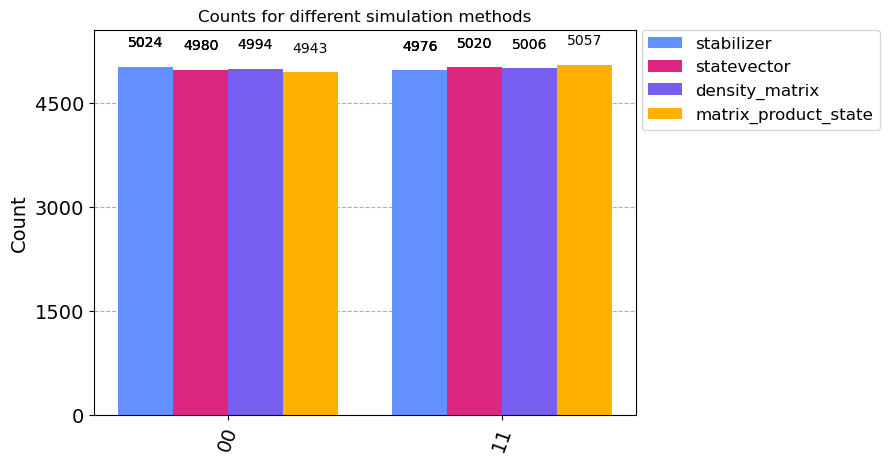 Counts for different simulation methods
5024 4980 4994 4943 4976 5020 5006 5057
stabilizer
statevector
density_matrix
matrix_product_state
4500
3000
1500
0
Count
00 11